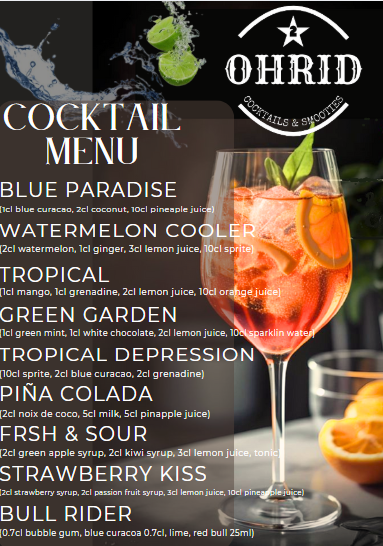 2
OHRID
COCKTAILS & SMOOTIES
COCKTAIL
MENU
BLUE PARADISE
(1cl blue curacao, 2cl coconut, 10cl pineaple juice)
WATERMELON COOLER
(2cl watermelon, 1cl ginger, 3cl lemon juice, 10cl sprite)
TROPICAL
(1cl mango, 1cl grenadine, 2cl lemon juice, 10cl orange juice)
GREEN GARDEN
(1cl green mint, 1cl white chocolate, 2cl lemon juice, 10cl sparklin water)
TROPICAL DEPRESSION
(10cl sprite, 2cl blue curacao, 2cl grenadine)
PIÑA COLADA
(2cl noix de coco, 5cl milk, 5cl pinapple juice)
FRSH & SOUR
(2cl green apple syrup, 2cl kiwi syrup, 3cl lemon juice, tonic)
STRAWBERRY KISS
(2cl strawberry syrup, 2cl passion fruit syrup, 3cl lemon juice, 10cl pineapple juice)
BULL RIDER
(0.7cl bubble gum, blue curacoa 0.7cl, lime, red bull 25ml)